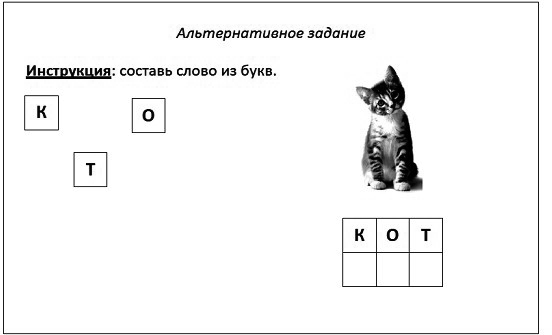 Альтернативное задание
Инструкция: составь слово из букв.
К
О
Т
К О Т